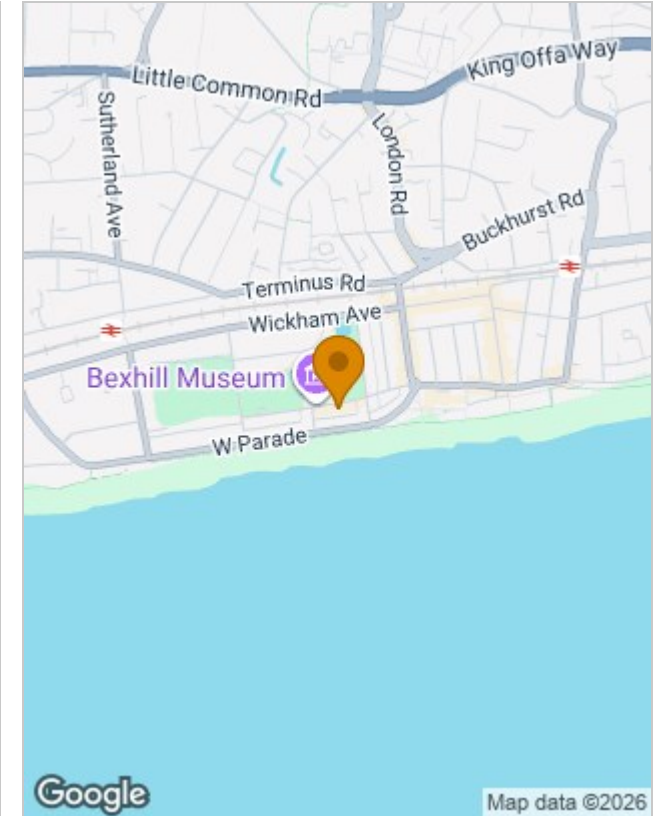 King Offa Way
Little Common Rd
Sutherland Ave
London Rd
Buckhurst Rd
Terminus Rd
Wickham Ave
Bexhill Museum
W Parade
Google
Map data ©2026